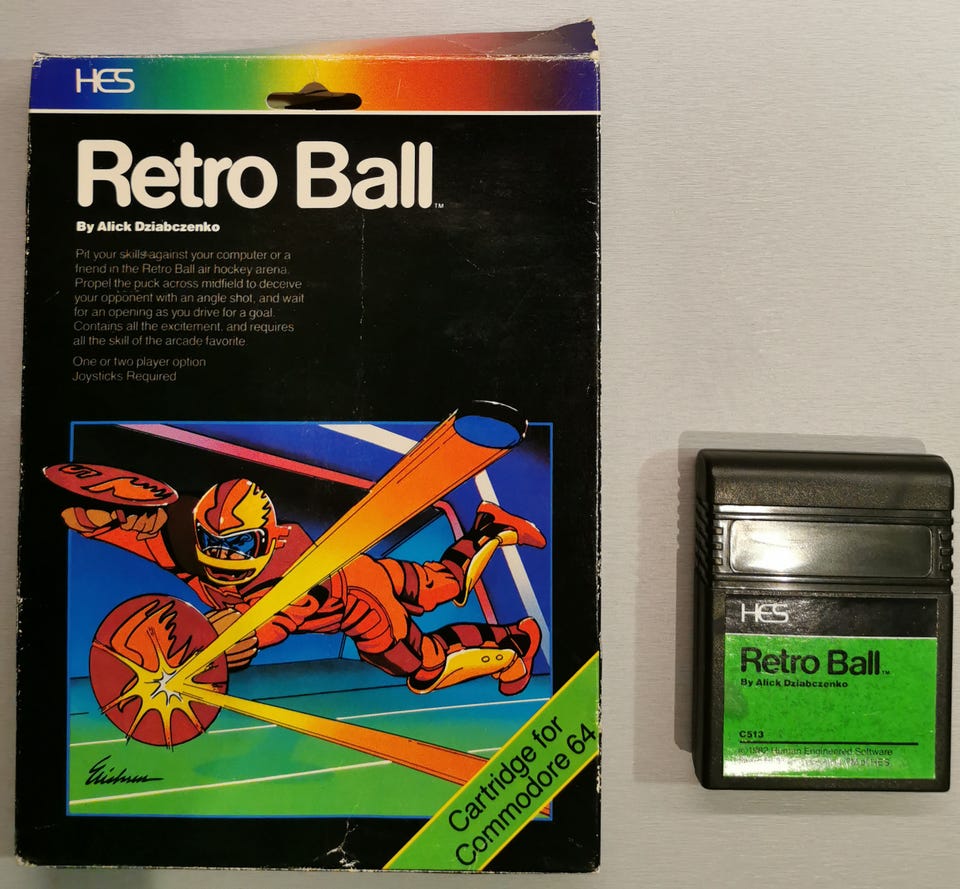 HES
Retro Ball™
By Alick Dziabczenko
Pit your skills against your computer or a
friend in the Retro Ball air hockey arena.
Propel the puck across midfield to deceive
your opponent with an angle shot, and wait
for an opening as you drive for a goal.
Contains all the excitement, and requires
all the skill of the arcade favorite.
One or two player option
Joysticks Required
Cartridge for
Commodore 64
HES
Retro Ball™
By Alick Dziabczenko
C513
©1982 Human Engineered Software
HES